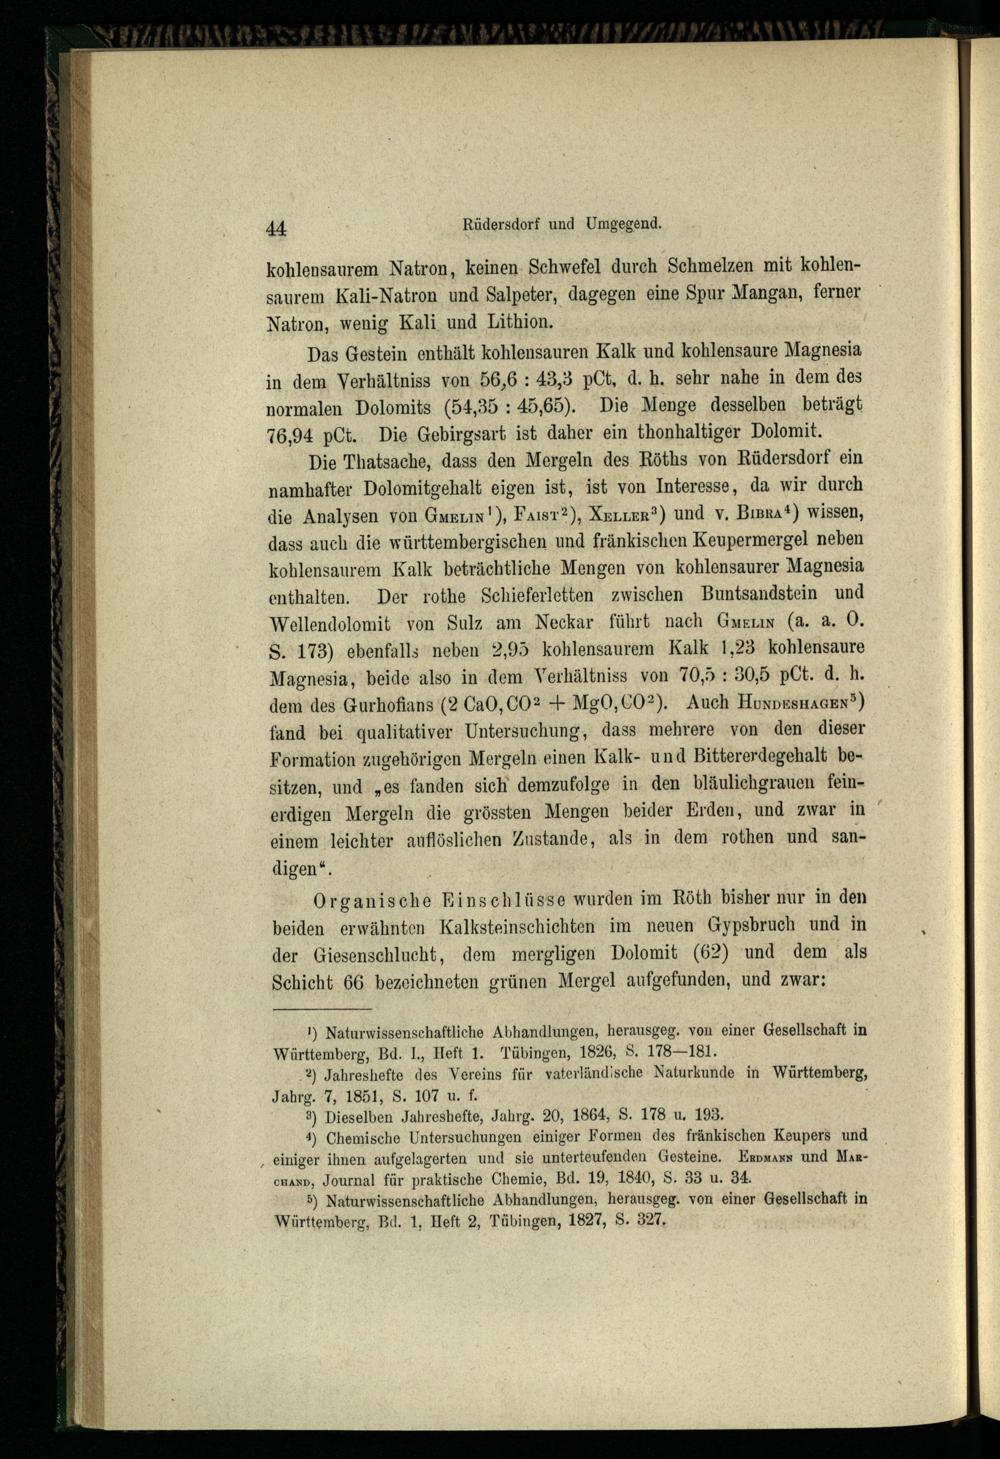 44
Rüdersdorf und Umgegend.
kohlensaurem Natron, keinen Schwefel durch Schmelzen mit kohlen-
saurem Kali-Natron und Salpeter, dagegen eine Spur Mangan, ferner
Natron, wenig Kali und Lithion.
Das Gestein enthält kohlensauren Kalk und kohlensaure Magnesia
in dem Verhältniss von 56,6 : 43,3 pCt, d. h. sehr nahe in dem des
normalen Dolomits (54,35 : 45,65). Die Menge desselben beträgt
76,94 pCt. Die Gebirgsart ist daher ein thonhaltiger Dolomit.
Die Thatsache, dass den Mergeln des Röths von Rüdersdorf ein
namhafter Dolomitgehalt eigen ist, ist von Interesse, da wir durch
die Analysen von GMELIN¹), FAIST²), XELLER³) und v. BIBRA⁴) wissen,
dass auch die württembergischen und fränkischen Keupermergel neben
kohlensaurem Kalk beträchtliche Mengen von kohlensaurer Magnesia
enthalten. Der rothe Schieferletten zwischen Buntsandstein und
Wellendolomit von Sulz am Neckar führt nach GMELIN (a. a. O.
S. 173) ebenfalls neben 2,95 kohlensaurem Kalk 1,23 kohlensaure
Magnesia, beide also in dem Verhältniss von 70,5 : 30,5 pCt. d. h.
dem des Gurhofians (2 CaO,CO² + MgO,CO²). Auch HUNDESHAGEN⁵)
fand bei qualitativer Untersuchung, dass mehrere von den dieser
Formation zugehörigen Mergeln einen Kalk- und Bittererdegehalt be-
sitzen, und „es fanden sich demzufolge in den bläulichgrauen fein-
erdigen Mergeln die grössten Mengen beider Erden, und zwar in
einem leichter auflöslichen Zustande, als in dem rothen und san-
digen“.
Organische Einschlüsse wurden im Röth bisher nur in den
beiden erwähnten Kalksteinschichten im neuen Gypsbruch und in
der Giesenschlucht, dem mergligen Dolomit (62) und dem als
Schicht 66 bezeichneten grünen Mergel aufgefunden, und zwar:
¹) Naturwissenschaftliche Abhandlungen, herausgeg. von einer Gesellschaft in
Württemberg, Bd. I., Heft 1. Tübingen, 1826, S. 178—181.
²) Jahreshefte des Vereins für vaterländische Naturkunde in Württemberg,
Jahrg. 7, 1851, S. 107 u. f.
³) Dieselben Jahreshefte, Jahrg. 20, 1864, S. 178 u. 193.
⁴) Chemische Untersuchungen einiger Formen des fränkischen Keupers und
einiger ihnen aufgelagerten und sie unterteufenden Gesteine. ERDMANN und MAR-
CHAND, Journal für praktische Chemie, Bd. 19, 1840, S. 33 u. 34.
⁵) Naturwissenschaftliche Abhandlungen, herausgeg. von einer Gesellschaft in
Württemberg, Bd. 1, Heft 2, Tübingen, 1827, S. 327.